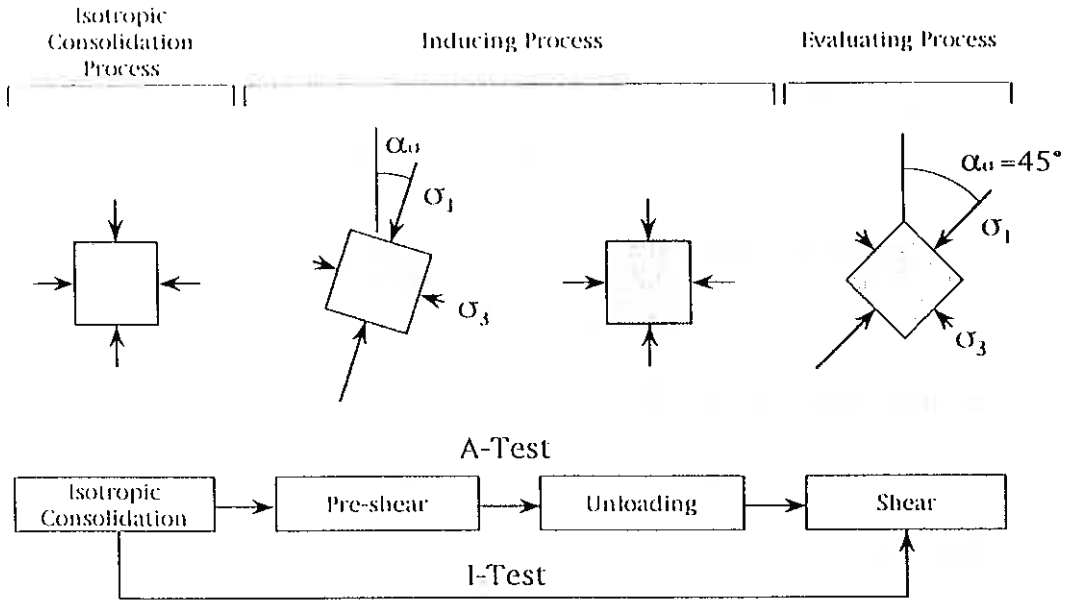 Isotropic
Consolidation
Process
Inducing Process
Evaluating Process
α₀
σ₁
σ₃
α₀ = 45°
σ₁
σ₃
A-Test
Isotropic
Consolidation
Pre-shear
Unloading
Shear
I-Test